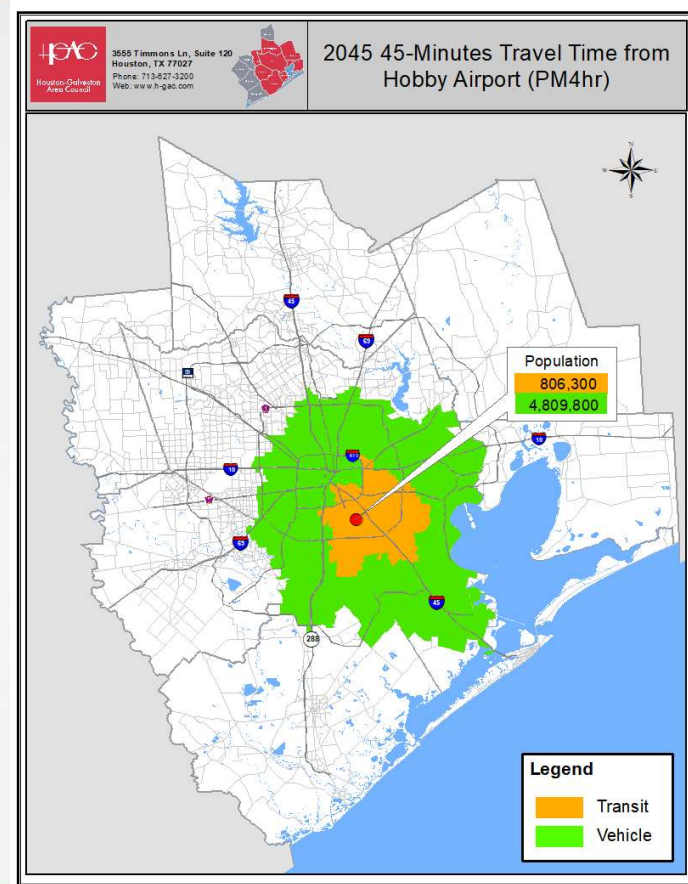 HGAC
Houston-Galveston
Area Council
3555 Timmons Ln, Suite 120
Houston, TX 77027
Phone: 713-627-3200
Web: www.h-gac.com
2045 45-Minutes Travel Time from
Hobby Airport (PM4hr)
N
W
E
S
45
69
Population
806,300
4,809,800
10
610
10
69
45
288
Legend
Transit
Vehicle